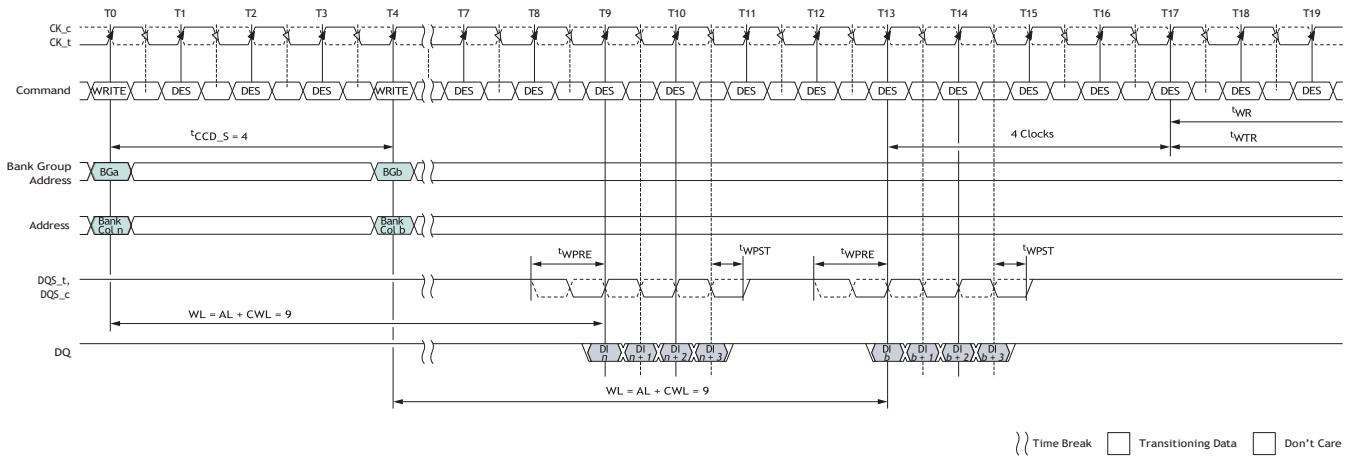 T0 T1 T2 T3 T4 T7 T8 T9 T10 T11 T12 T13 T14 T15 T16 T17 T18 T19
CK_c
CK_t
Command WRITE DES DES DES WRITE DES DES DES DES DES DES DES DES DES DES DES DES DES
tWR
tCCD_S = 4 4 Clocks tWTR
Bank Group
Address BGa BGb
Address Bank Bank
Col n Col b
tWPRE tWPST tWPRE tWPST
DQS_t,
DQS_c
WL = AL + CWL = 9
DQ DI DI DI DI DI DI DI DI
n n + 1 n + 2 n + 3 b b + 1 b + 2 b + 3
WL = AL + CWL = 9
Time Break Transitioning Data Don't Care